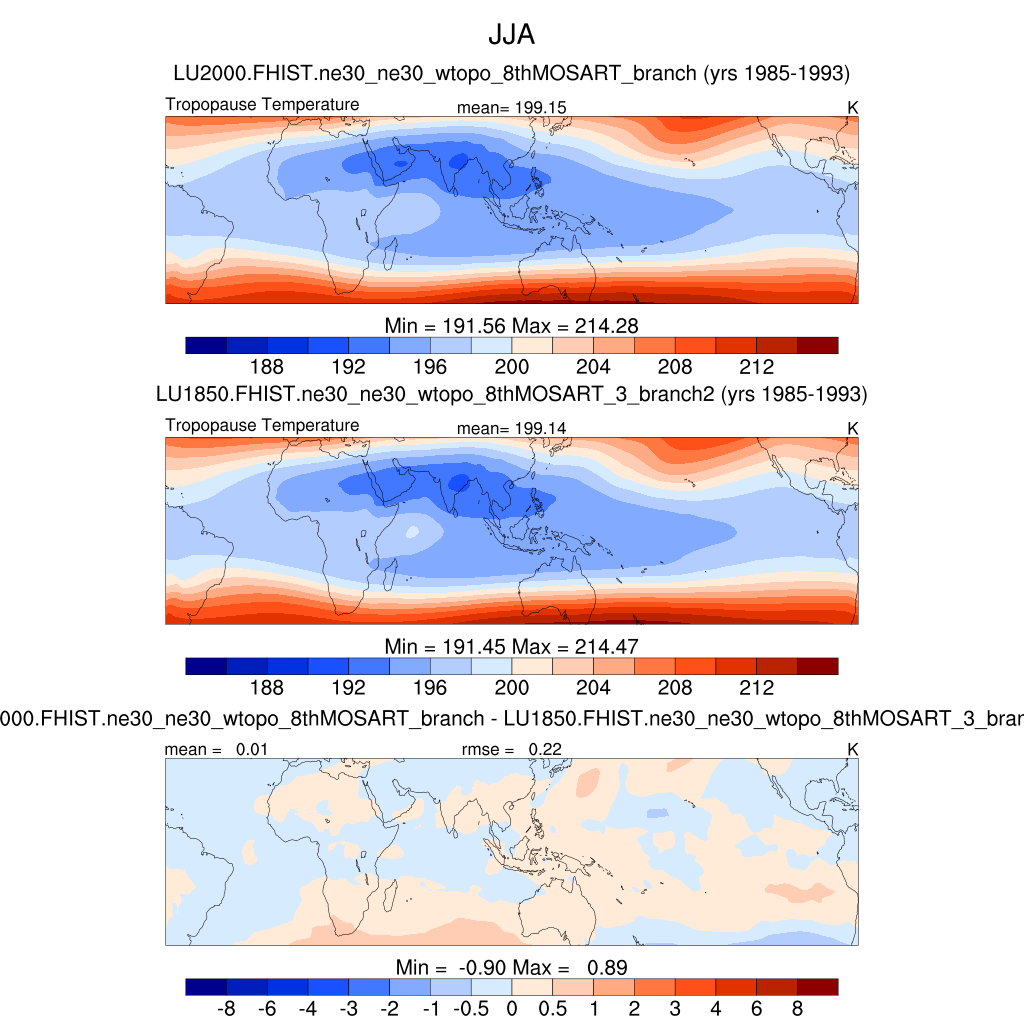 JJA
LU2000.FHIST.ne30_ne30_wtopo_8thMOSART_branch (yrs 1985-1993)
Tropopause Temperature mean= 199.15 K
Min = 191.56 Max = 214.28
188 192 196 200 204 208 212
LU1850.FHIST.ne30_ne30_wtopo_8thMOSART_3_branch2 (yrs 1985-1993)
Tropopause Temperature mean= 199.14 K
Min = 191.45 Max = 214.47
188 192 196 200 204 208 212
000.FHIST.ne30_ne30_wtopo_8thMOSART_branch - LU1850.FHIST.ne30_ne30_wtopo_8thMOSART_3_bran
mean = 0.01 rmse = 0.22 K
Min = -0.90 Max = 0.89
-8 -6 -4 -3 -2 -1 -0.5 0 0.5 1 2 3 4 6 8